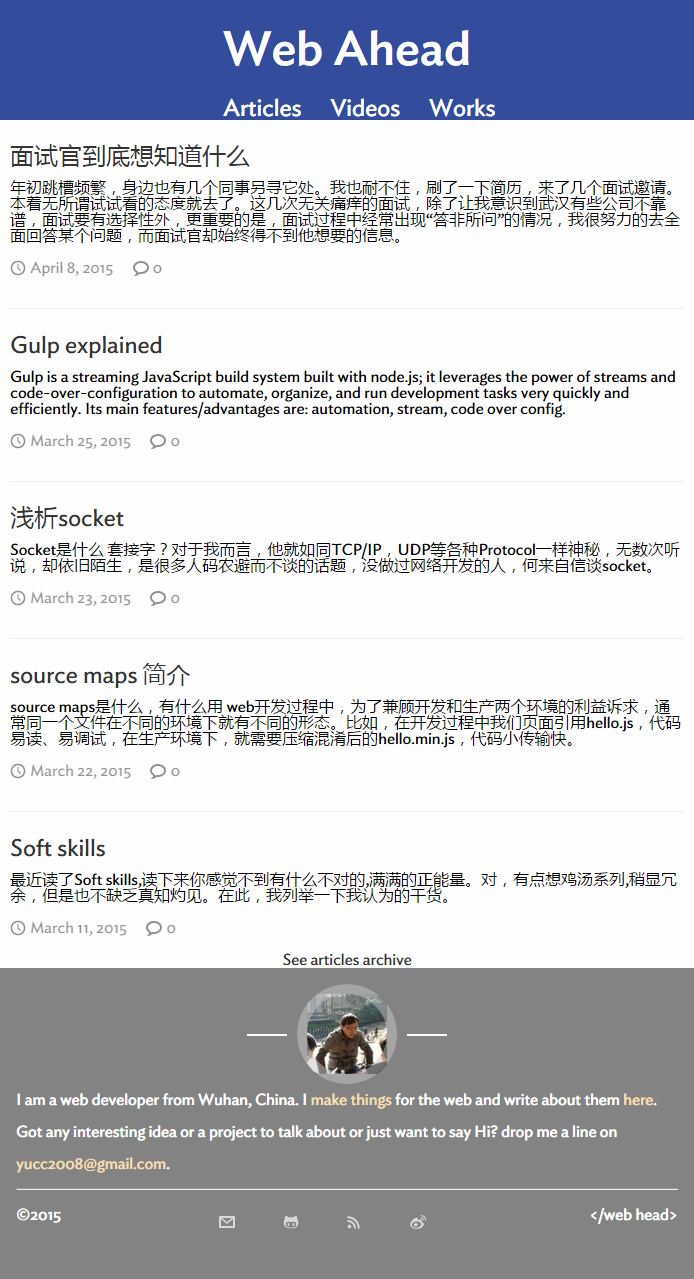 Web Ahead
Articles Videos Works
面试官到底想知道什么
年初跳槽频繁，身边也有几个同事另寻它处。我也耐不住，刷了一下简历，来了几个面试邀请。
本着无所谓试试看的态度就去了。这几次无关痛痒的面试，除了让我意识到武汉有些公司不靠
谱，面试要有选择性外，更重要的是，面试过程中经常出现“答非所问”的情况，我很努力的去全
面回答某个问题，而面试官却始终得不到他想要的信息。
April 8, 2015 0
Gulp explained
Gulp is a streaming JavaScript build system built with node.js; it leverages the power of streams and
code-over-configuration to automate, organize, and run development tasks very quickly and
efficiently. Its main features/advantages are: automation, stream, code over config.
March 25, 2015 0
浅析socket
Socket是什么 套接字？对于我而言，他就如同TCP/IP，UDP等各种Protocol一样神秘，无数次听
说，却依旧陌生，是很多人码农避而不谈的话题，没做过网络开发的人，何来自信谈socket。
March 23, 2015 0
source maps 简介
source maps是什么，有什么用 web开发过程中，为了兼顾开发和生产两个环境的利益诉求，通
常同一个文件在不同的环境下就有不同的形态。比如，在开发过程中我们页面引用hello.js，代码
易读、易调试，在生产环境下，就需要压缩混淆后的hello.min.js，代码小传输快。
March 22, 2015 0
Soft skills
最近读了Soft skills,读下来你感觉不到有什么不对的,满满的正能量。对，有点想鸡汤系列,稍显冗
余，但是也不缺乏真知灼见。在此，我列举一下我认为的干货。
March 11, 2015 0
See articles archive
I am a web developer from Wuhan, China. I make things for the web and write about them here.
Got any interesting idea or a project to talk about or just want to say Hi? drop me a line on
yucc2008@gmail.com.
©2015 </web head>